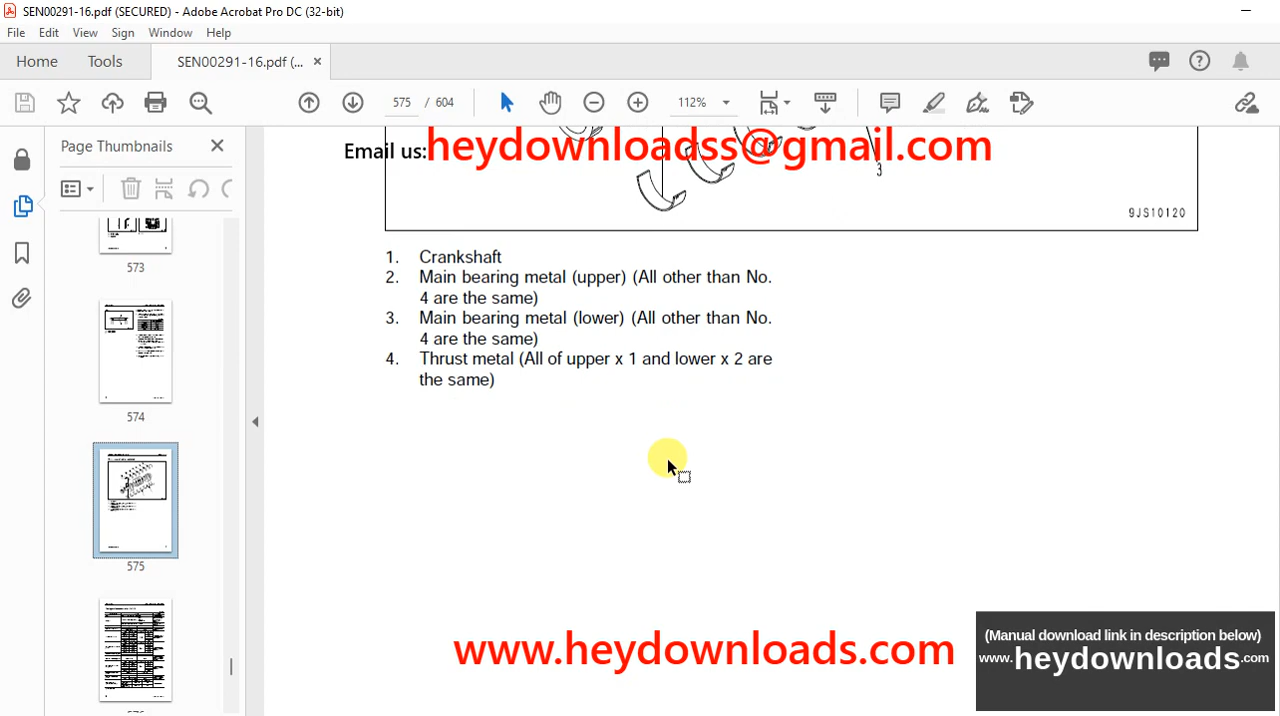 SEN00291-16.pdf (SECURED) - Adobe Acrobat Pro DC (32-bit)
File Edit View Sign Window Help
Home Tools SEN00291-16.pdf (... ×
575 / 604 112%
Page Thumbnails
Email us:heydownloadss@gmail.com
3
9JS10120
1. Crankshaft
2. Main bearing metal (upper) (All other than No.
4 are the same)
3. Main bearing metal (lower) (All other than No.
4 are the same)
4. Thrust metal (All of upper x 1 and lower x 2 are
the same)
573
574
575
www.heydownloads.com
(Manual download link in description below)
www.heydownloads.com